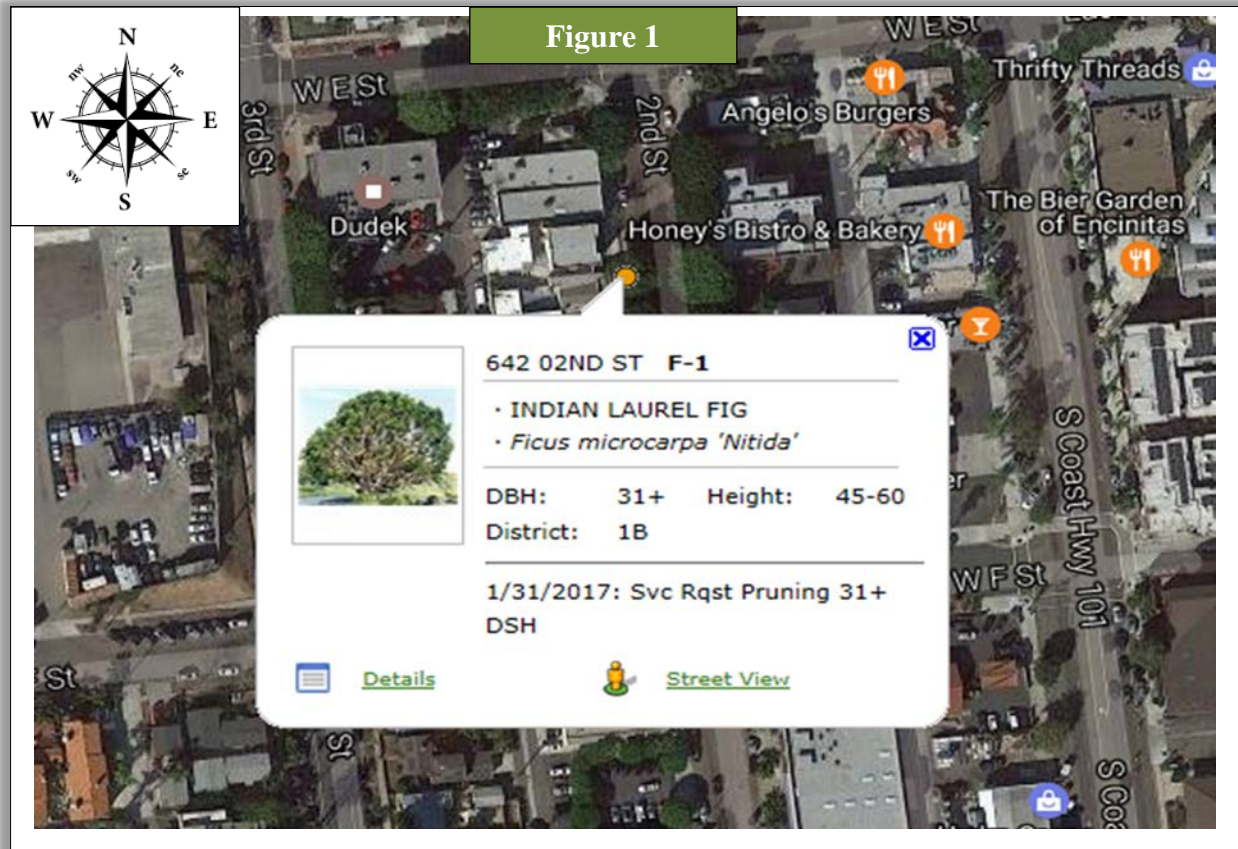 Figure 1
N
nw
ne
W
E
sw
se
S
W E St
W E St
3rd St
2nd St
Thrifty Threads
Angelo's Burgers
Dudek
Honey's Bistro & Bakery
The Bier Garden
of Encinitas
642 02ND ST F-1
· INDIAN LAUREL FIG
· Ficus microcarpa 'Nitida'
DBH: 31+ Height: 45-60
District: 1B
1/31/2017: Svc Rqst Pruning 31+
DSH
Details
Street View
S Coast Hwy 101
W F St
St
St
S Coa